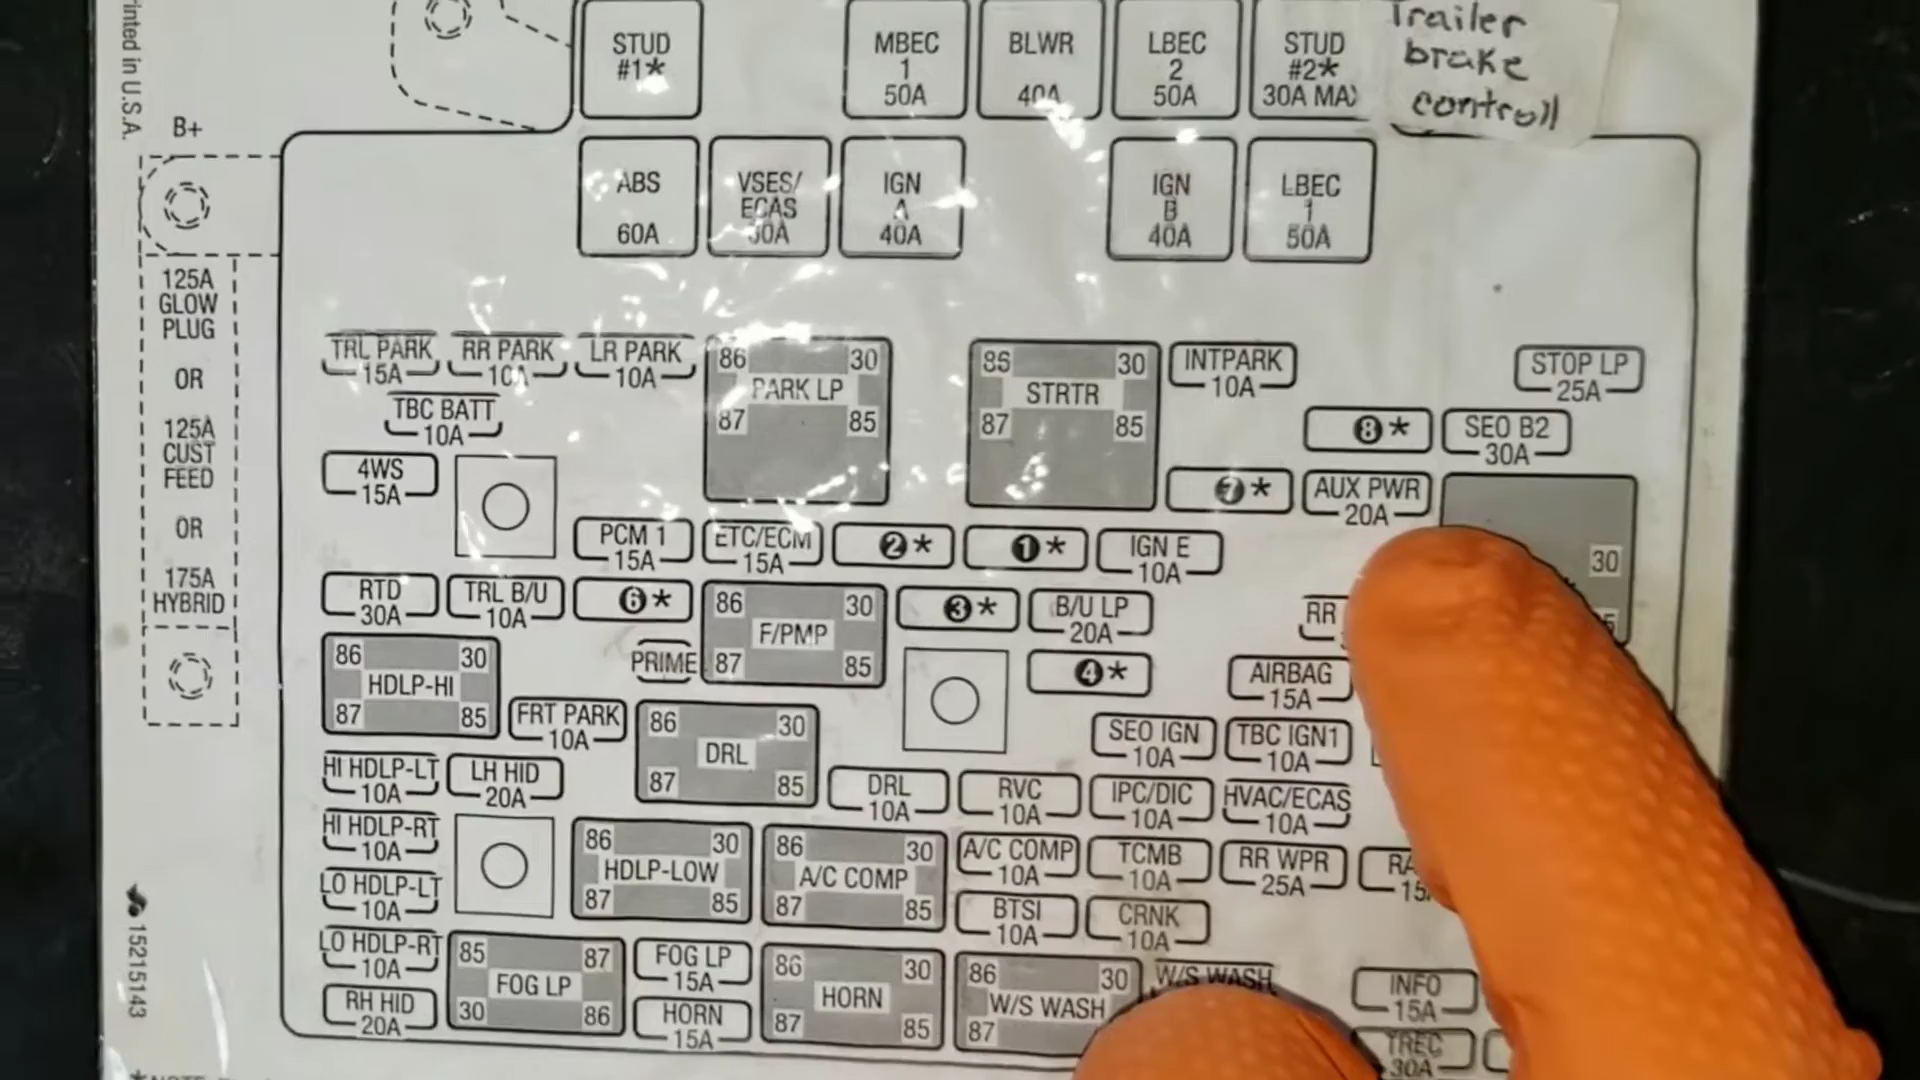 rinted in U.S.A.
B+
125A
GLOW
PLUG
OR
125A
CUST
FEED
OR
175A
HYBRID
15215143
STUD
#1*
MBEC
1
50A
BLWR
40A
LBEC
2
50A
STUD
#2*
30A MAX
Trailer
brake
controll
ABS
60A
VSES/
ECAS
IGN
A
40A
IGN
B
40A
LBEC
1
50A
TRL PARK
15A
RR PARK
10A
LR PARK
10A
86 30
PARK LP
87 85
86 30
STRTR
87 85
INTPARK
10A
STOP LP
25A
TBC BATT
10A
8*
SEO B2
30A
4WS
15A
7*
AUX PWR
20A
PCM 1
15A
ETC/ECM
15A
2*
1*
IGN E
10A
30
RTD
30A
TRL B/U
10A
6*
86 30
F/PMP
87 85
3*
B/U LP
20A
RR
PRIME
4*
AIRBAG
15A
86 30
HDLP-HI
87 85
FRT PARK
10A
86 30
DRL
87 85
SEO IGN
10A
TBC IGN1
10A
HI HDLP-LT
10A
LH HID
20A
DRL
10A
RVC
10A
IPC/DIC
10A
HVAC/ECAS
10A
HI HDLP-RT
10A
86 30
HDLP-LOW
87 85
86 30
A/C COMP
87 85
A/C COMP
10A
TCMB
10A
RR WPR
25A
RA
15
LO HDLP-LT
10A
BTSI
10A
CRNK
10A
LO HDLP-RT
10A
85 87
FOG LP
30 86
FOG LP
15A
86 30
HORN
87 85
86 30
W/S WASH
87
W/S WASH
INFO
15A
RH HID
20A
HORN
15A
TREC
30A